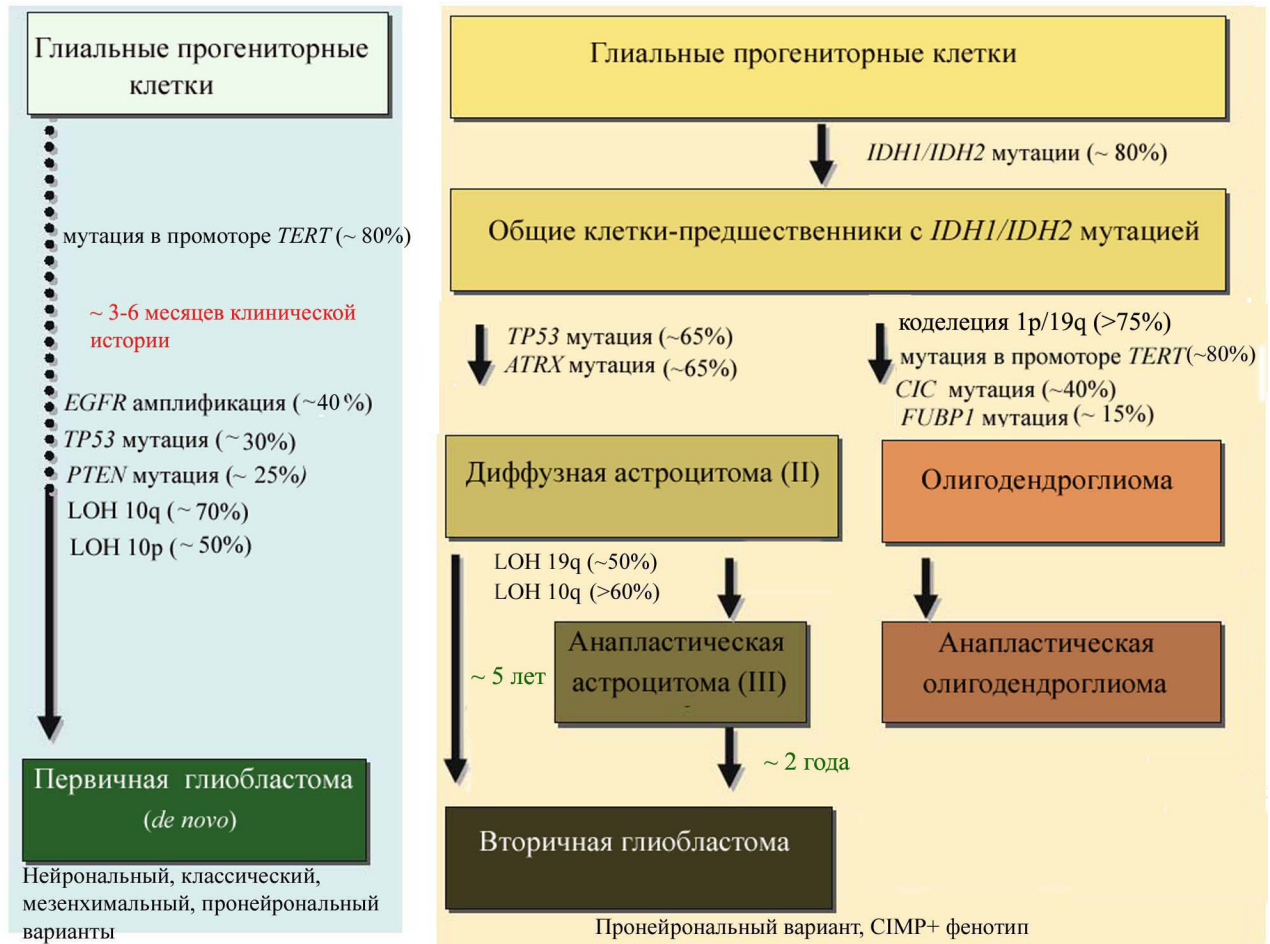 Глиальные прогениторные
клетки
мутация в промоторе TERT (~ 80%)
~ 3-6 месяцев клинической
истории
EGFR амплификация (~40 %)
TP53 мутация (~30%)
PTEN мутация (~ 25%)
LOH 10q (~ 70%)
LOH 10p (~ 50%)
Первичная глиобластома
(de novo)
Нейрональный, классический,
мезенхимальный, пронейрональный
варианты
Глиальные прогениторные клетки
IDH1/IDH2 мутации (~ 80%)
Общие клетки-предшественники с IDH1/IDH2 мутацией
TP53 мутация (~65%)
ATRX мутация (~65%)
коделеция 1p/19q (>75%)
мутация в промоторе TERT (~80%)
CIC мутация (~40%)
FUBP1 мутация (~ 15%)
Диффузная астроцитома (II)
Олигодендроглиома
LOH 19q (~50%)
LOH 10q (>60%)
~ 5 лет
Анапластическая
астроцитома (III)
Анапластическая
олигодендроглиома
~ 2 года
Вторичная глиобластома
Пронейрональный вариант, CIMP+ фенотип